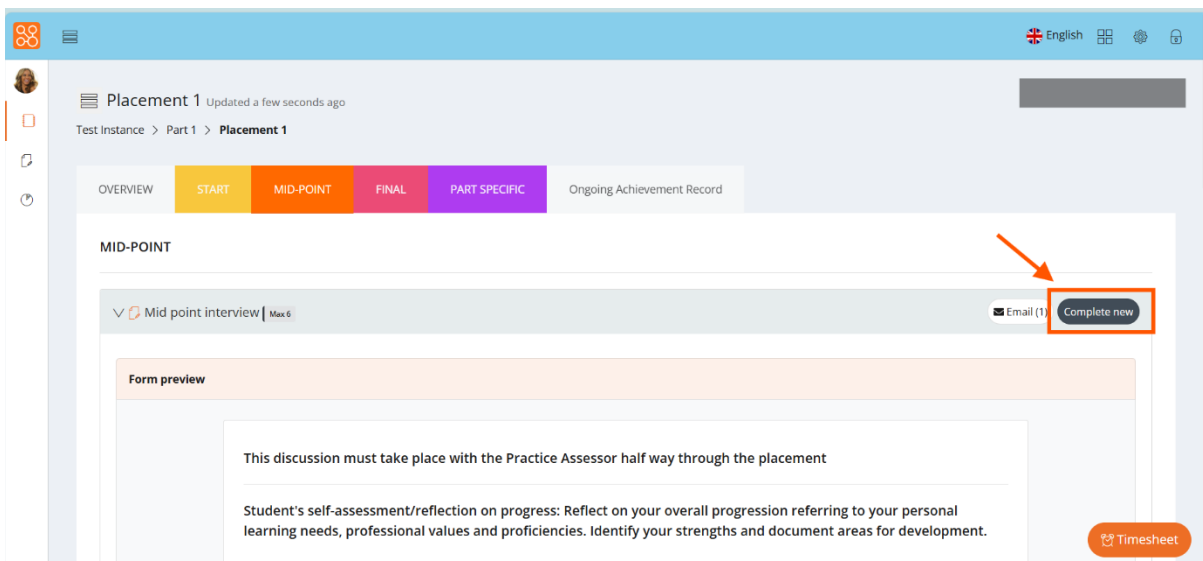 English
Placement 1 Updated a few seconds ago
Test Instance > Part 1 > Placement 1
OVERVIEW START MID-POINT FINAL PART SPECIFIC Ongoing Achievement Record
MID-POINT
Mid point interview Max 6 Email (1) Complete new
Form preview
This discussion must take place with the Practice Assessor half way through the placement
Student's self-assessment/reflection on progress: Reflect on your overall progression referring to your personal
learning needs, professional values and proficiencies. Identify your strengths and document areas for development.
Timesheet